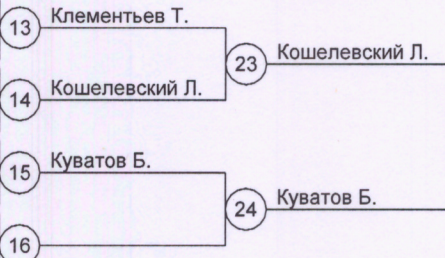 13 Клементьев Т.
23 Кошелевский Л.
14 Кошелевский Л.
15 Куватов Б.
24 Куватов Б.
16